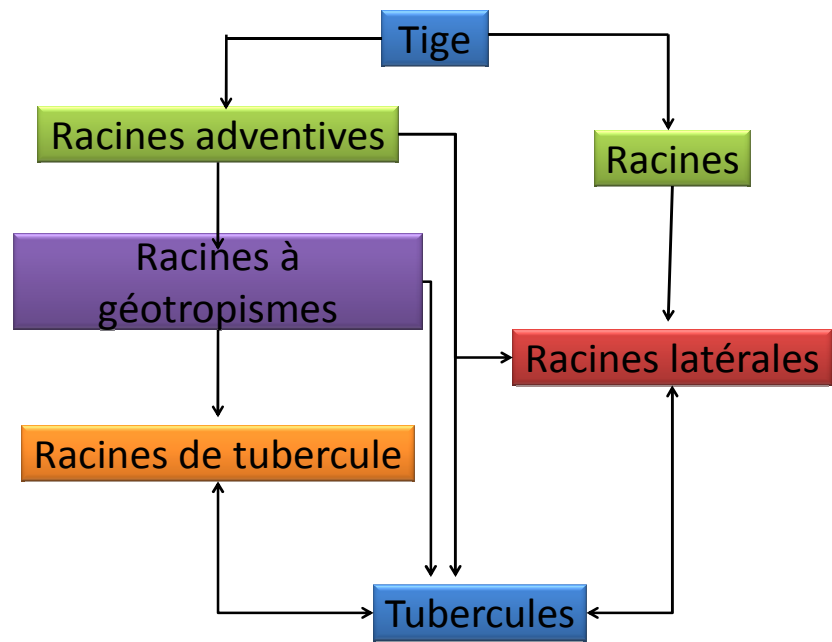 Tige
Racines adventives
Racines
Racines à
géotropismes
Racines latérales
Racines de tubercule
Tubercules